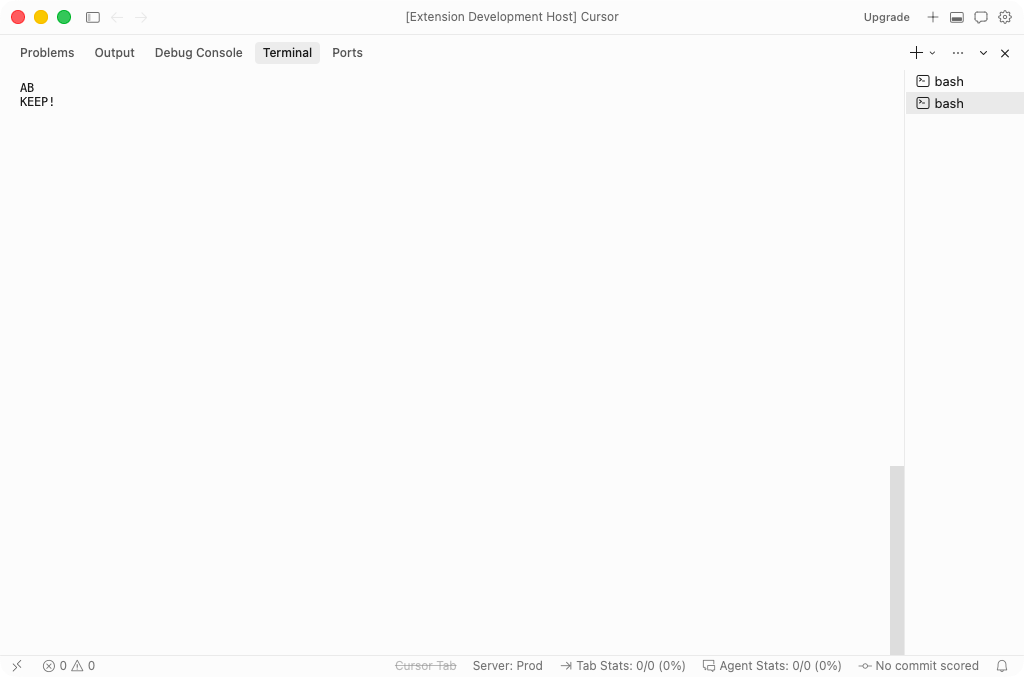 [Extension Development Host] Cursor
Upgrade
Problems Output Debug Console Terminal Ports
AB
KEEP!
bash
bash
0 0 Cursor Tab Server: Prod Tab Stats: 0/0 (0%) Agent Stats: 0/0 (0%) No commit scored